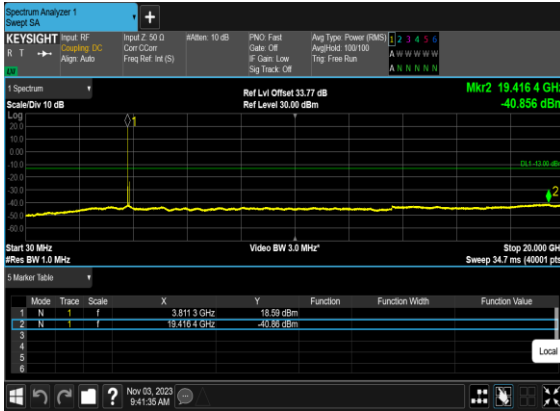 Spectrum Analyzer 1
Swept SA
+
KEYSIGHT Input: RF Input Z: 50 Ω #Atten: 10 dB PNO: Fast Avg Type: Power (RMS) 1 2 3 4 5 6
R T Coupling: DC Corr CCorr Gate: Off Avg|Hold: 100/100 A W W W W W
Align: Auto Freq Ref: Int (S) IF Gain: Low Trig: Free Run
Sig Track: Off A N N N N N
1 Spectrum
Scale/Div 10 dB
Ref Lvl Offset 33.77 dB
Ref Level 30.00 dBm
Mkr2 19.416 4 GHz
-40.856 dBm
Log
20.0
10.0
0.00
-10.0
-20.0
-30.0
-40.0
-50.0
-60.0
1
DL1 -13.00 dBm
2
Start 30 MHz Video BW 3.0 MHz* Stop 20.000 GH
#Res BW 1.0 MHz Sweep 34.7 ms (40001 pts
5 Marker Table
Mode Trace Scale X Y Function Function Width Function Value
1 N 1 f 3.811 3 GHz 18.59 dBm
2 N 1 f 19.416 4 GHz -40.86 dBm
3
4
5
6
Local
? Nov 03, 2023
9:41:35 AM